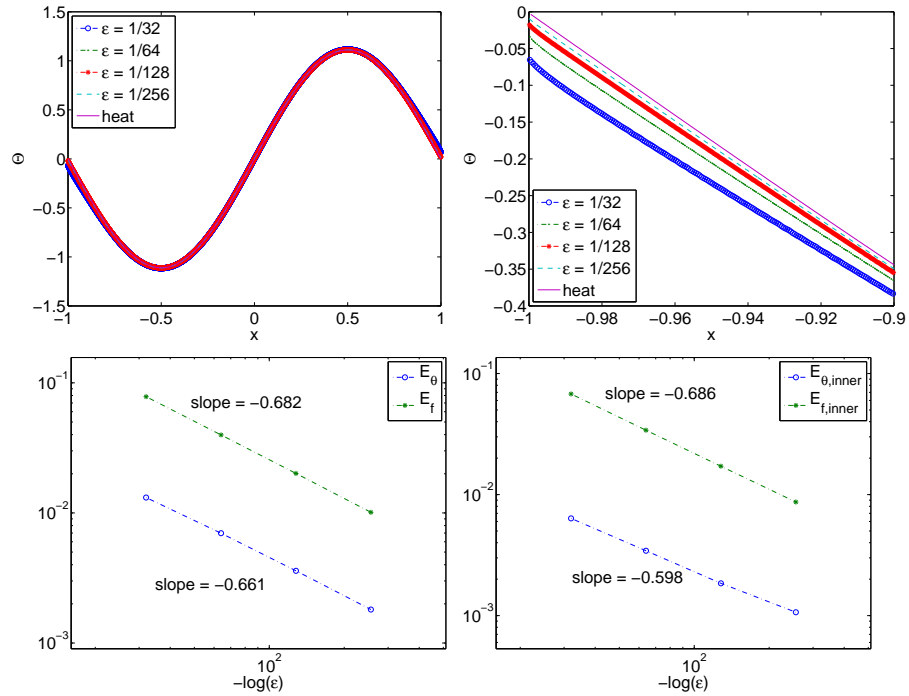 1.5
1
0.5
0
−0.5
−1
−1.5
Θ
ε = 1/32
ε = 1/64
ε = 1/128
ε = 1/256
heat
−1
−0.5
0
0.5
1
x
0
−0.05
−0.1
−0.15
−0.2
−0.25
−0.3
−0.35
−0.4
Θ
ε = 1/32
ε = 1/64
ε = 1/128
ε = 1/256
heat
−1
−0.98
−0.96
−0.94
−0.92
−0.9
x
10^−1
10^−2
10^−3
E_θ
E_f
slope = −0.682
slope = −0.661
10^2
−log(ε)
10^−1
10^−2
10^−3
E_θ,inner
E_f,inner
slope = −0.686
slope = −0.598
10^2
−log(ε)